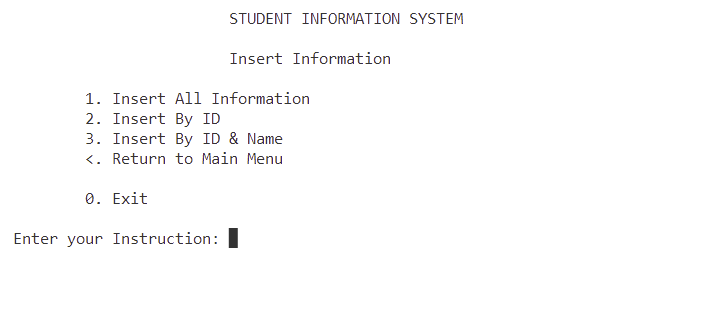 STUDENT INFORMATION SYSTEM
Insert Information
1. Insert All Information
2. Insert By ID
3. Insert By ID & Name
<. Return to Main Menu
0. Exit
Enter your Instruction: